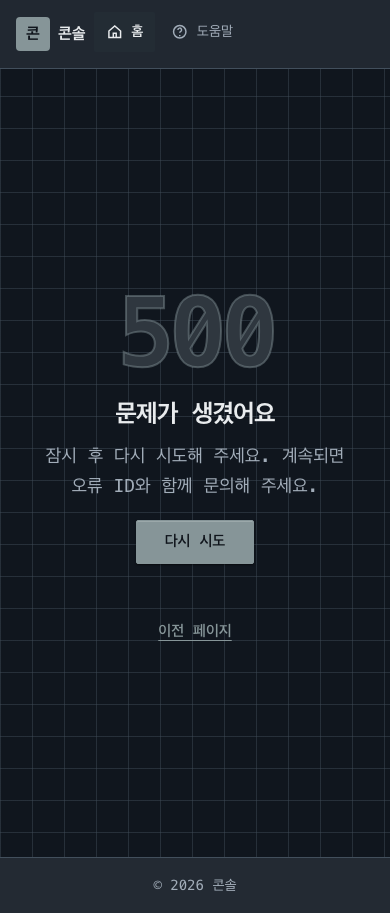 콘 콘솔 홈 도움말
500
문제가 생겼어요
잠시 후 다시 시도해 주세요. 계속되면
오류 ID와 함께 문의해 주세요.
다시 시도
이전 페이지
© 2026 콘솔